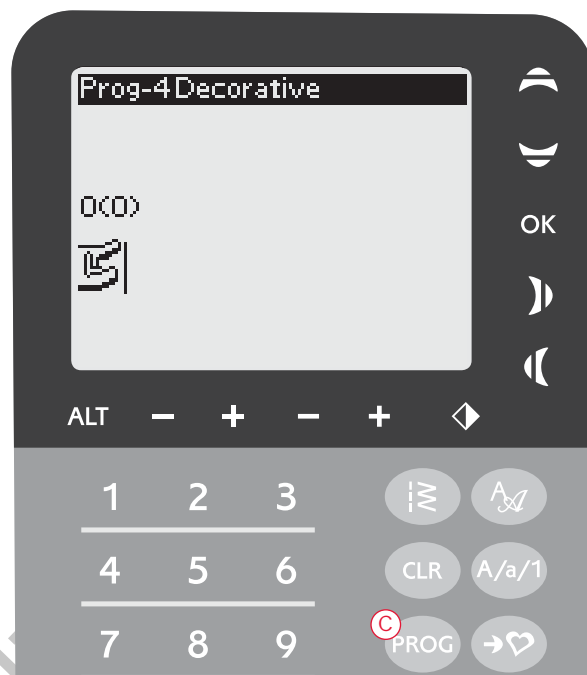 Prog-4 Decorative
0(0)
OK
ALT - + - +
1 2 3
A A
4 5 6 CLR A/a/1
C
7 8 9 PROG